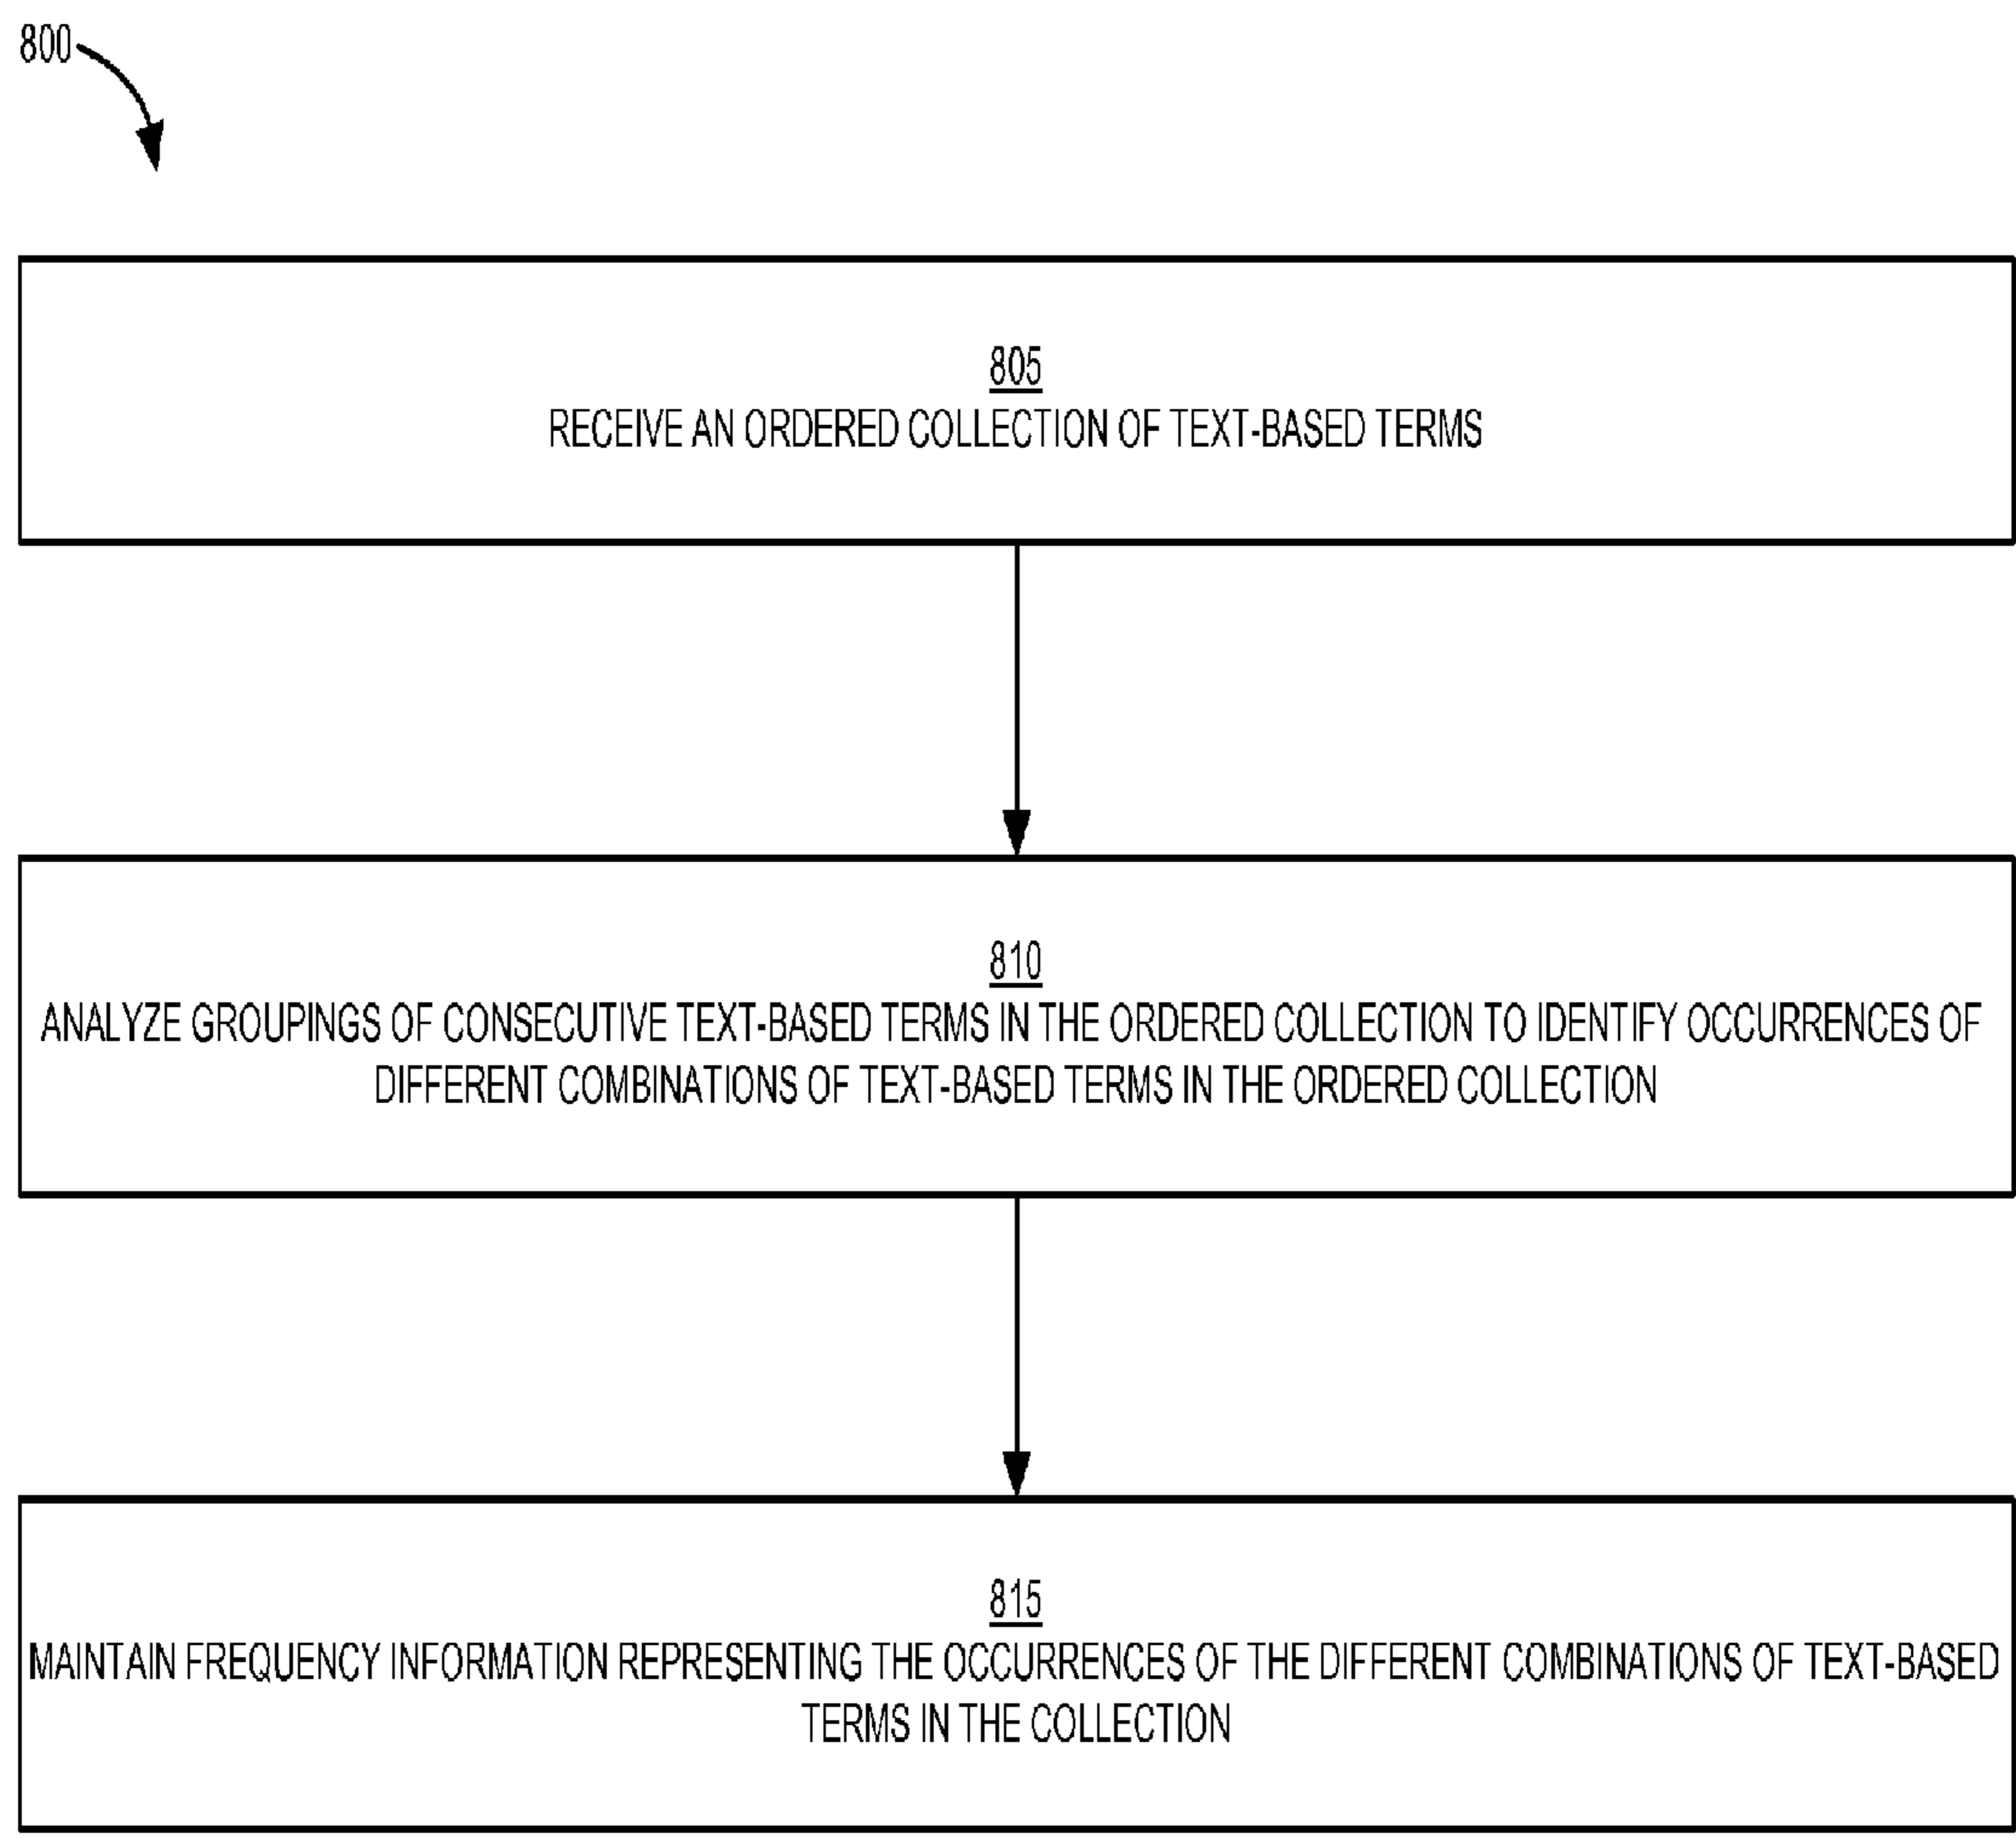 800
805
RECEIVE AN ORDERED COLLECTION OF TEXT-BASED TERMS
810
ANALYZE GROUPINGS OF CONSECUTIVE TEXT-BASED TERMS IN THE ORDERED COLLECTION TO IDENTIFY OCCURRENCES OF
DIFFERENT COMBINATIONS OF TEXT-BASED TERMS IN THE ORDERED COLLECTION
815
MAINTAIN FREQUENCY INFORMATION REPRESENTING THE OCCURRENCES OF THE DIFFERENT COMBINATIONS OF TEXT-BASED
TERMS IN THE COLLECTION